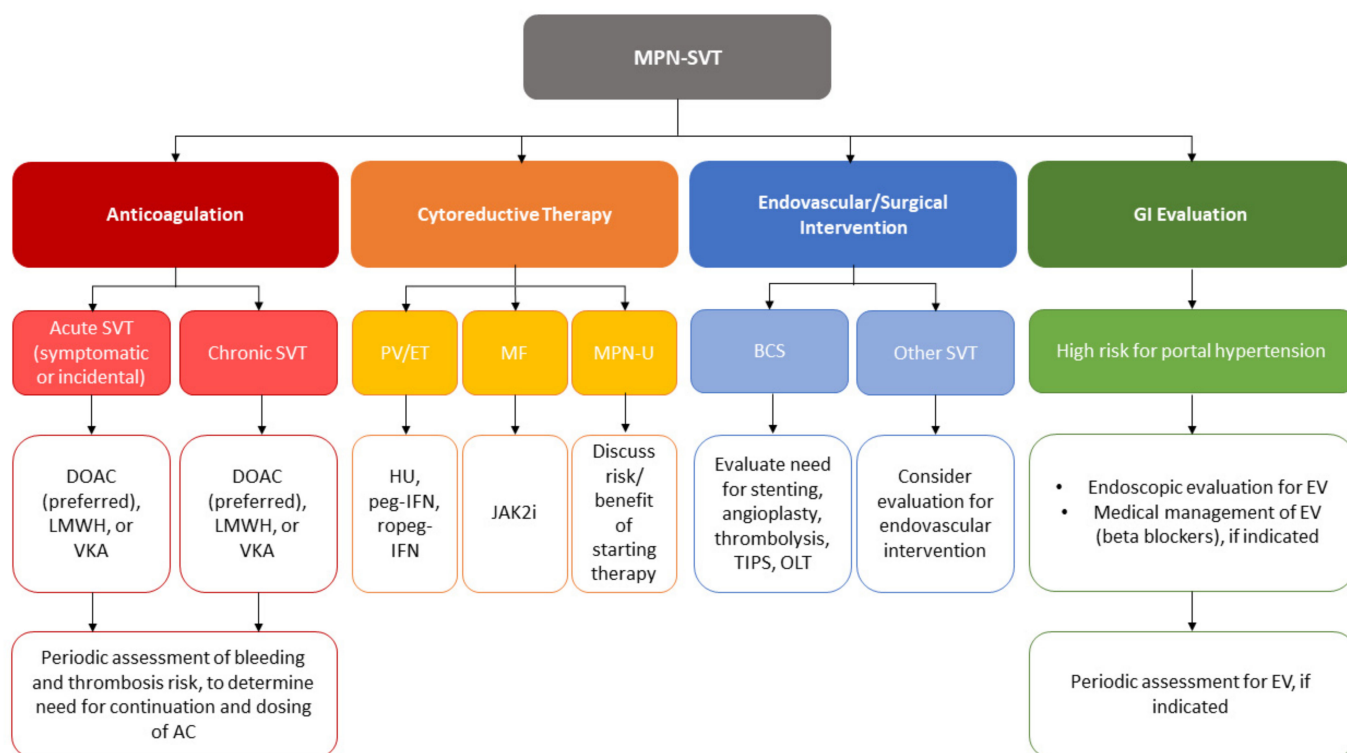 MPN-SVT
Anticoagulation
Cytoreductive Therapy
Endovascular/Surgical
Intervention
GI Evaluation
Acute SVT
(symptomatic
or incidental)
Chronic SVT
PV/ET
MF
MPN-U
BCS
Other SVT
High risk for portal hypertension
DOAC
(preferred),
LMWH, or
VKA
DOAC
(preferred),
LMWH, or
VKA
HU,
peg-IFN,
ropeg-
IFN
JAK2i
Discuss
risk/
benefit
of
starting
therapy
Evaluate need
for stenting,
angioplasty,
thrombolysis,
TIPS, OLT
Consider
evaluation for
endovascular
intervention
• Endoscopic evaluation for EV
• Medical management of EV
(beta blockers), if indicated
Periodic assessment of bleeding
and thrombosis risk, to determine
need for continuation and dosing
of AC
Periodic assessment for EV, if
indicated